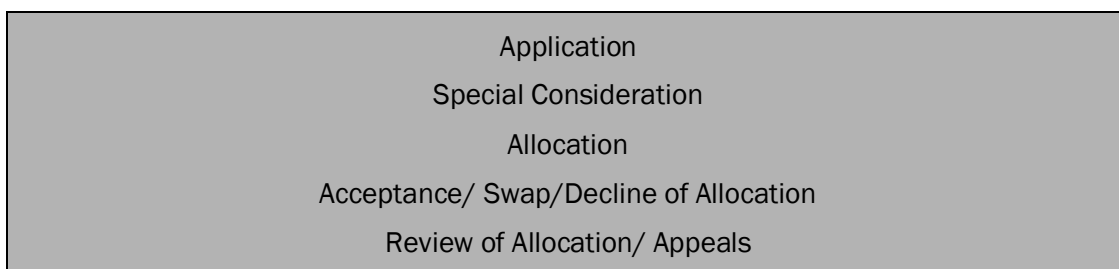 Application
Special Consideration
Allocation
Acceptance/ Swap/Decline of Allocation
Review of Allocation/ Appeals